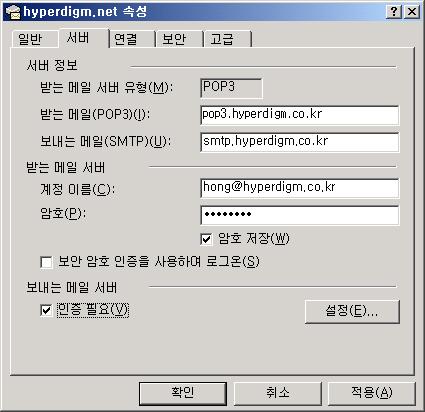 hyperdigm.net 속성
일반 서버 연결 보안 고급
서버 정보
받는 메일 서버 유형(M): POP3
받는 메일(POP3)(I): pop3.hyperdigm.co.kr
보내는 메일(SMTP)(U): smtp.hyperdigm.co.kr
받는 메일 서버
계정 이름(C): hong@hyperdigm.co.kr
암호(P): ••••••••
암호 저장(W)
보안 암호 인증을 사용하여 로그온(S)
보내는 메일 서버
인증 필요(V) 설정(E)...
확인 취소 적용(A)